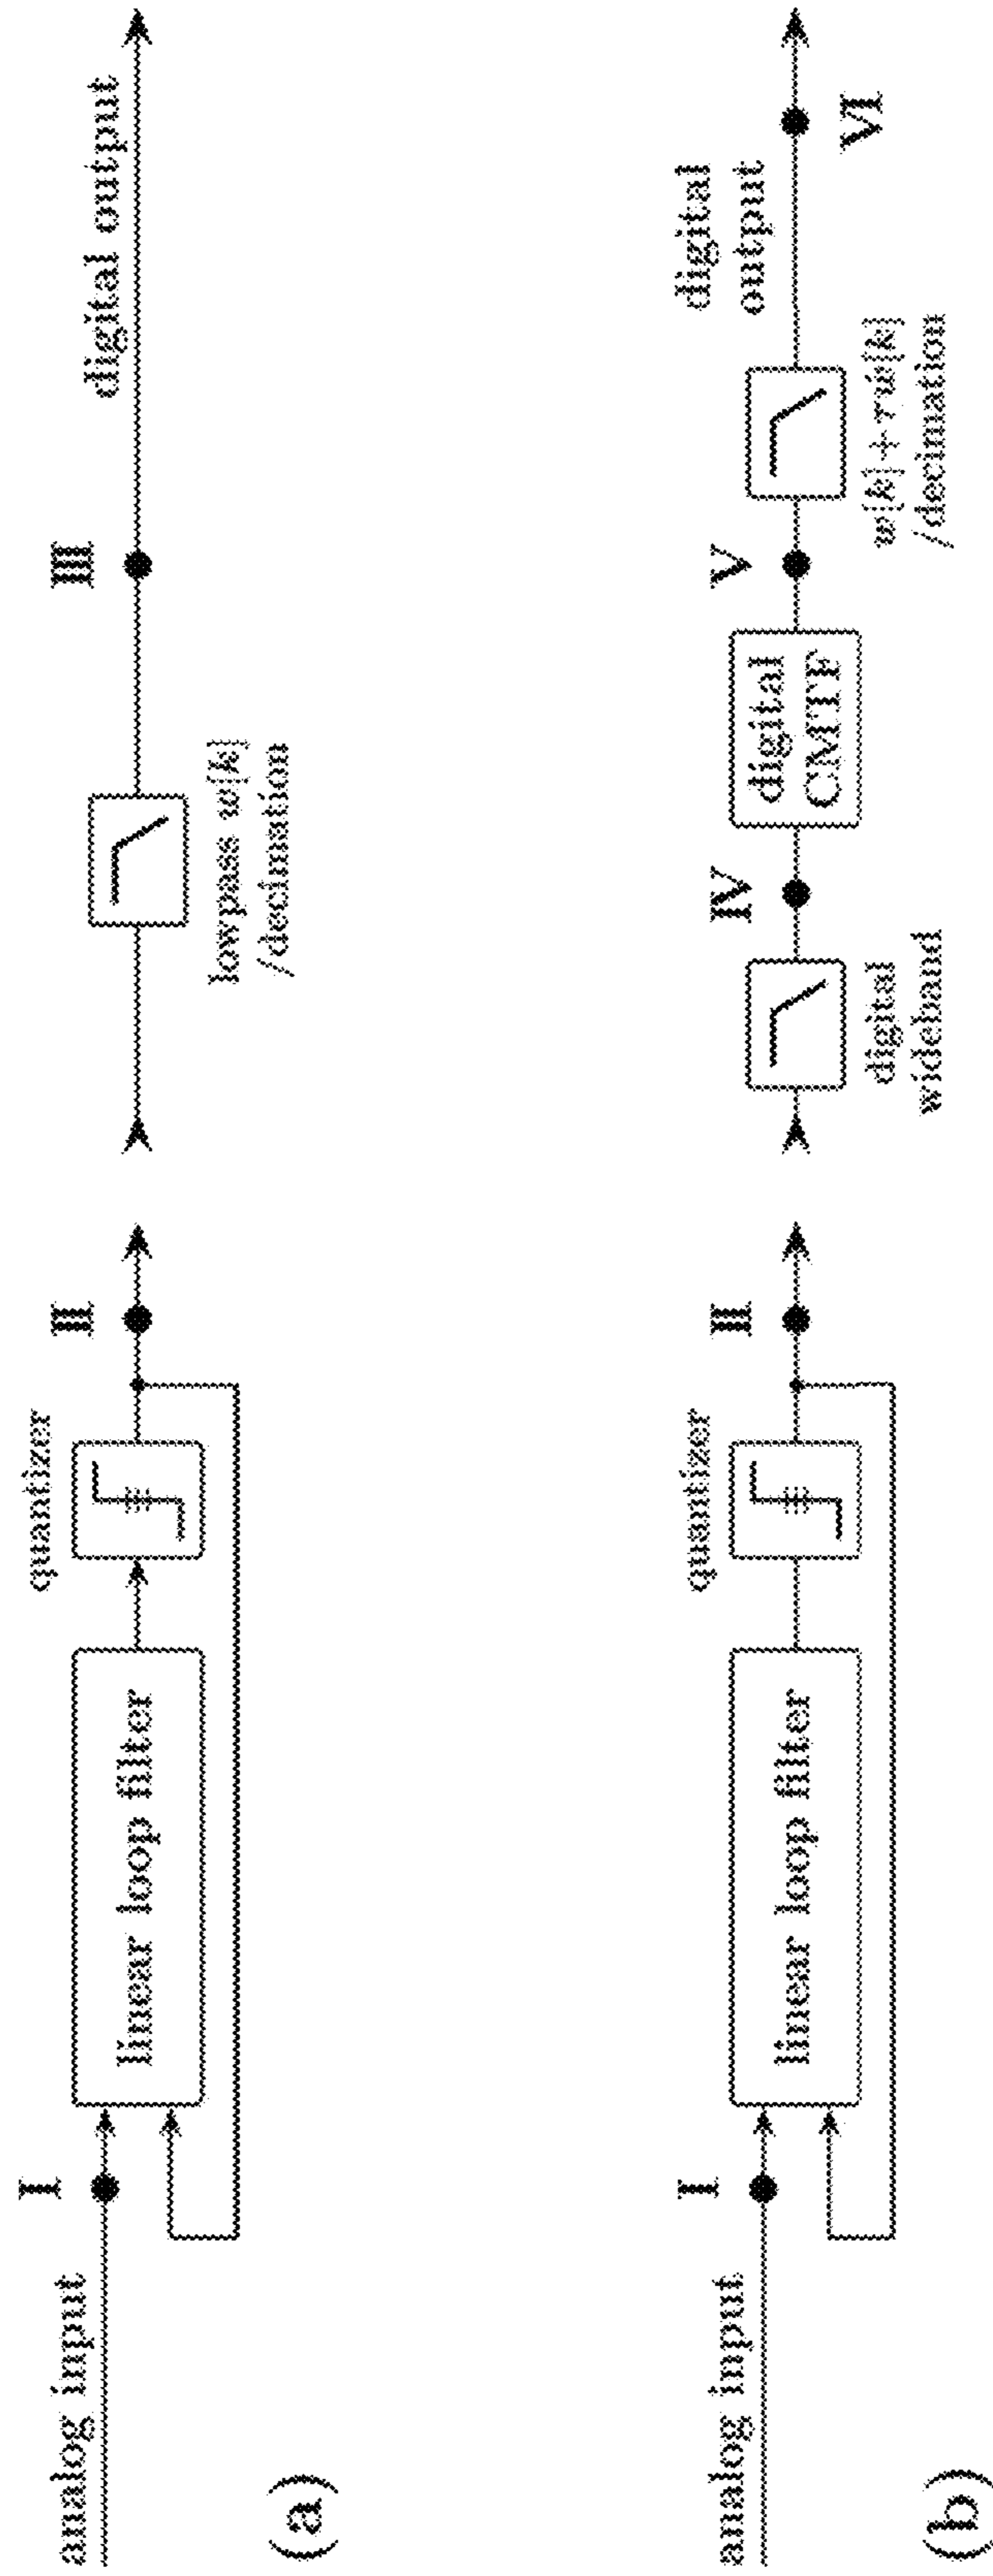 analog input
I
linear loop filter
quantizer
II
lowpass w[k]
/decimation
III
digital output
(a)
analog input
I
linear loop filter
quantizer
II
digital
wideband
IV
digital
CMTF
V
w[k]+τẇ[k]
/decimation
digital
output
VI
(b)